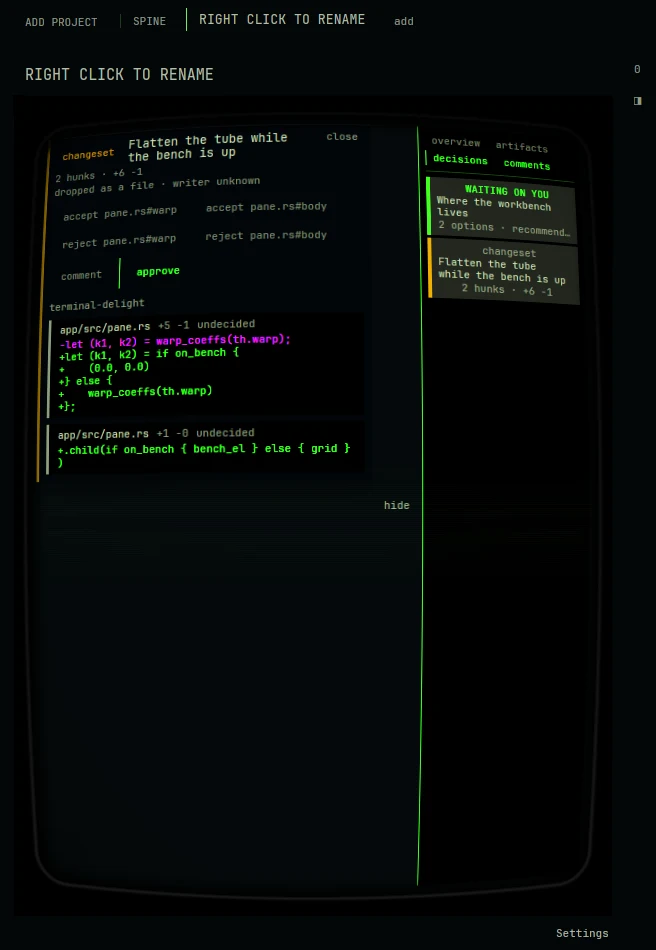 ADD PROJECT SPINE RIGHT CLICK TO RENAME add
RIGHT CLICK TO RENAME
0
changeset
Flatten the tube while
the bench is up
close
2 hunks · +6 -1
dropped as a file · writer unknown
accept pane.rs#warp accept pane.rs#body
reject pane.rs#warp reject pane.rs#body
comment approve
terminal-delight
app/src/pane.rs +5 -1 undecided
-let (k1, k2) = warp_coeffs(th.warp);
+let (k1, k2) = if on_bench {
+    (0.0, 0.0)
+} else {
+    warp_coeffs(th.warp)
+};
app/src/pane.rs +1 -0 undecided
+.child(if on_bench { bench_el } else { grid }
)
hide
overview artifacts
decisions comments
WAITING ON YOU
Where the workbench
lives
2 options · recommend…
changeset
Flatten the tube
while the bench is up
2 hunks · +6 -1
Settings